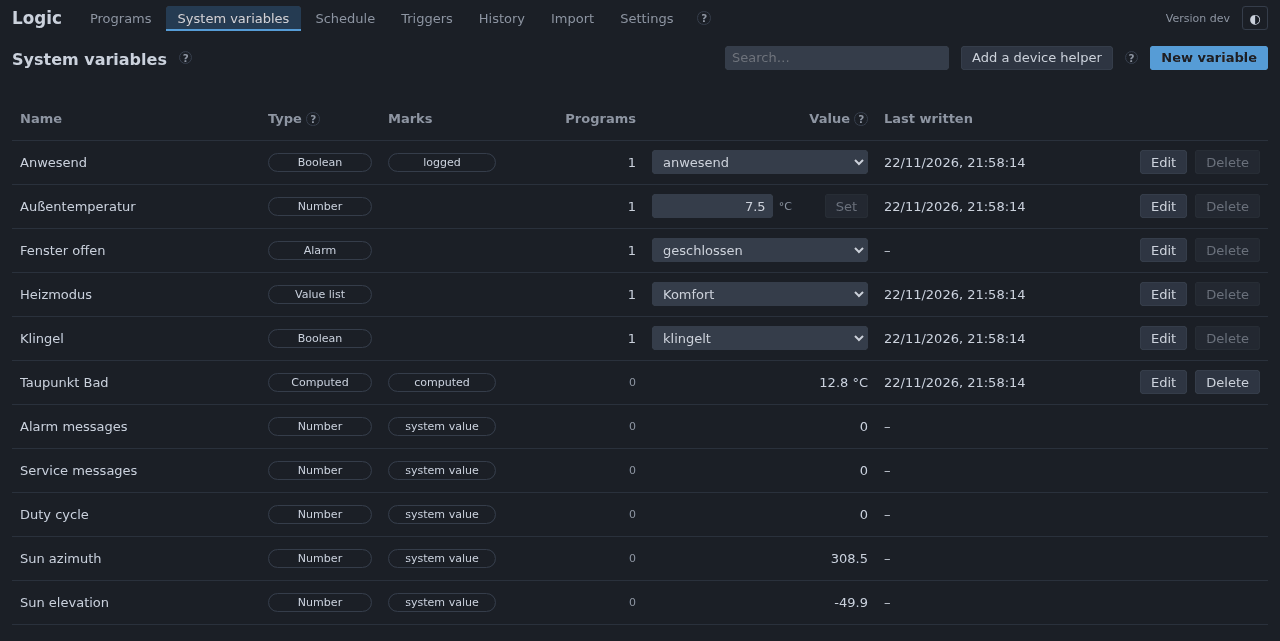 Logic Programs System variables Schedule Triggers History Import Settings ? Version dev ◐
System variables ? Search... Add a device helper ? New variable
Name Type ? Marks Programs Value ? Last written
Anwesend Boolean logged 1 anwesend 22/11/2026, 21:58:14 Edit Delete
Außentemperatur Number 1 7.5 °C Set 22/11/2026, 21:58:14 Edit Delete
Fenster offen Alarm 1 geschlossen – Edit Delete
Heizmodus Value list 1 Komfort 22/11/2026, 21:58:14 Edit Delete
Klingel Boolean 1 klingelt 22/11/2026, 21:58:14 Edit Delete
Taupunkt Bad Computed computed 0 12.8 °C 22/11/2026, 21:58:14 Edit Delete
Alarm messages Number system value 0 0 –
Service messages Number system value 0 0 –
Duty cycle Number system value 0 0 –
Sun azimuth Number system value 0 308.5 –
Sun elevation Number system value 0 -49.9 –